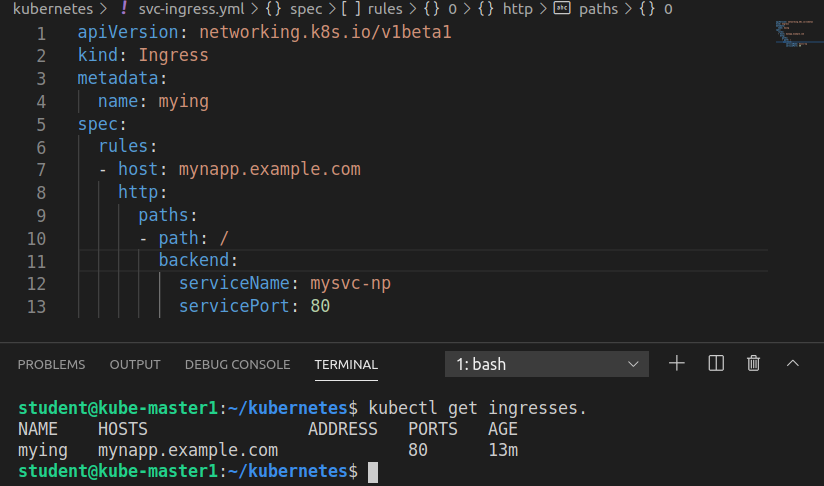 kubernetes > ! svc-ingress.yml > {} spec > [ ] rules > {} 0 > {} http > abc paths > {} 0
1 apiVersion: networking.k8s.io/v1beta1
2 kind: Ingress
3 metadata:
4   name: mying
5 spec:
6   rules:
7   - host: mynapp.example.com
8     http:
9       paths:
10       - path: /
11         backend:
12           serviceName: mysvc-np
13           servicePort: 80
PROBLEMS OUTPUT DEBUG CONSOLE TERMINAL 1: bash
student@kube-master1:~/kubernetes$ kubectl get ingresses.
NAME    HOSTS                ADDRESS   PORTS   AGE
mying   mynapp.example.com             80      13m
student@kube-master1:~/kubernetes$